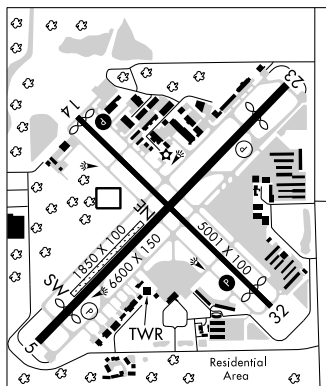 23
14
P
P
NE
1850 X 100
5001 X 100
6600 X 150
SW
P
P
32
5
TWR
Residential
Area